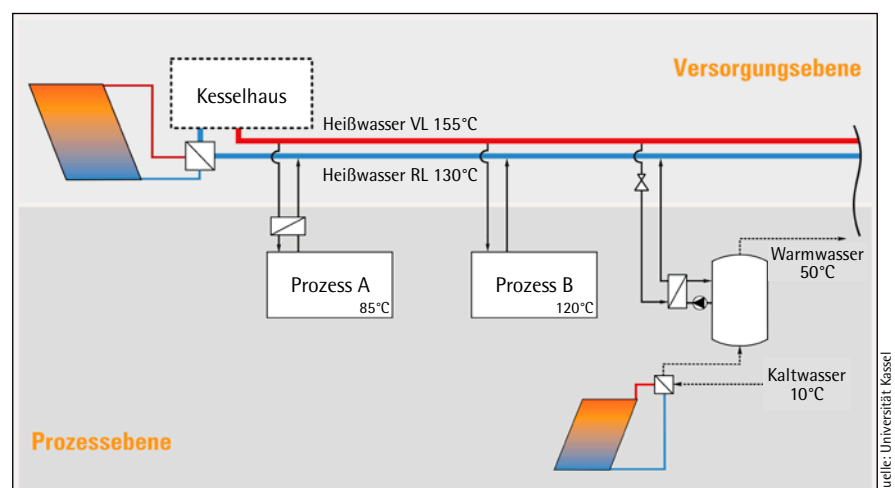 Versorgungsebene
Kesselhaus
Heißwasser VL 155°C
Heißwasser RL 130°C
Prozess A
85°C
Prozess B
120°C
Warmwasser
50°C
Kaltwasser
10°C
Prozessebene
uelle: Universität Kassel